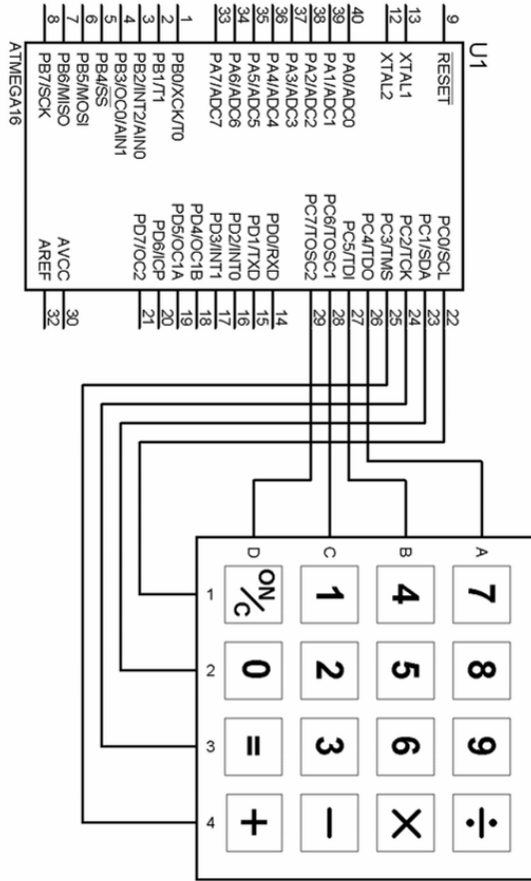 U1
9 RESET
13 XTAL1
12 XTAL2
40 PA0/ADC0
39 PA1/ADC1
38 PA2/ADC2
37 PA3/ADC3
36 PA4/ADC4
35 PA5/ADC5
34 PA6/ADC6
33 PA7/ADC7
1 PB0/XCK/T0
2 PB1/T1
3 PB2/INT2/AIN0
4 PB3/OC0/AIN1
5 PB4/SS
6 PB5/MOSI
7 PB6/MISO
8 PB7/SCK
PC0/SCL 22
PC1/SDA 23
PC2/TCK 24
PC3/TMS 25
PC4/TDO 26
PC5/TDI 27
PC6/TOSC1 28
PC7/TOSC2 29
PD0/RXD 14
PD1/TXD 15
PD2/INT0 16
PD3/INT1 17
PD4/OC1B 18
PD5/OC1A 19
PD6/ICP 20
PD7/OC2 21
AVCC 30
AREF 32
ATMEGA16
A 7 8 9 ÷
B 4 5 6 ×
C 1 2 3 −
D ON/C 0 = +
1 2 3 4